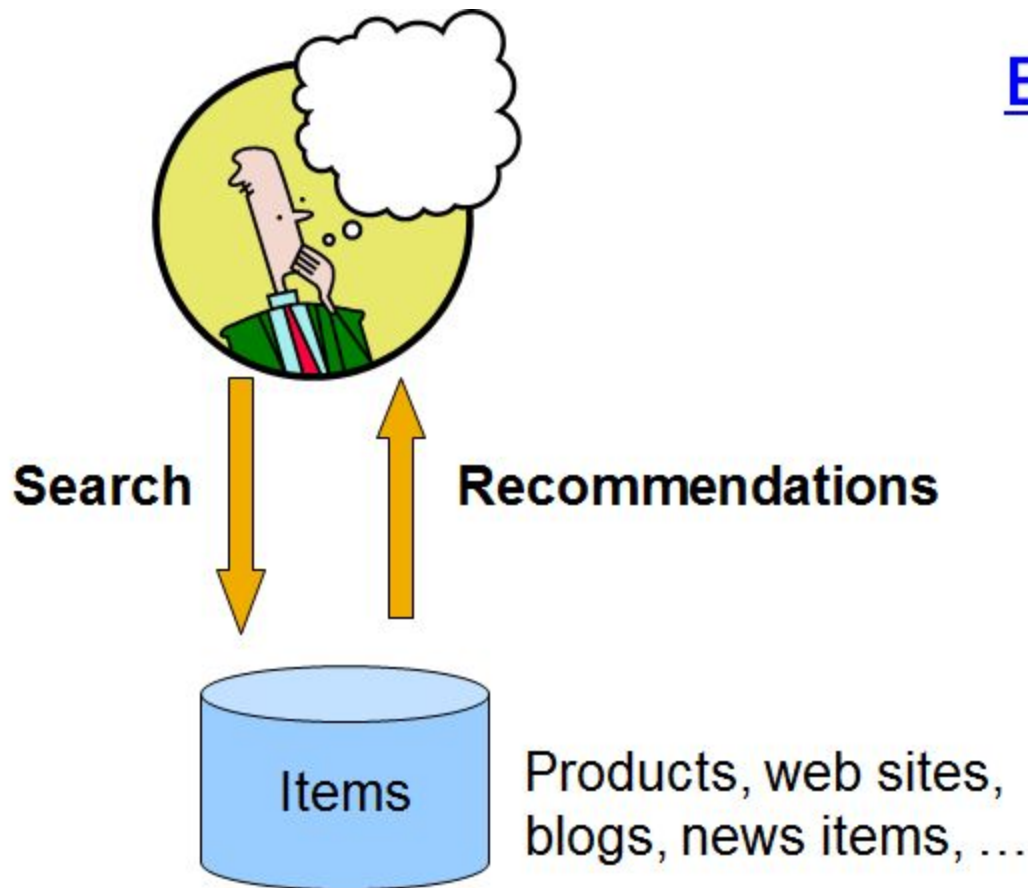 Search
Recommendations
Items
Products, web sites,
blogs, news items, ...